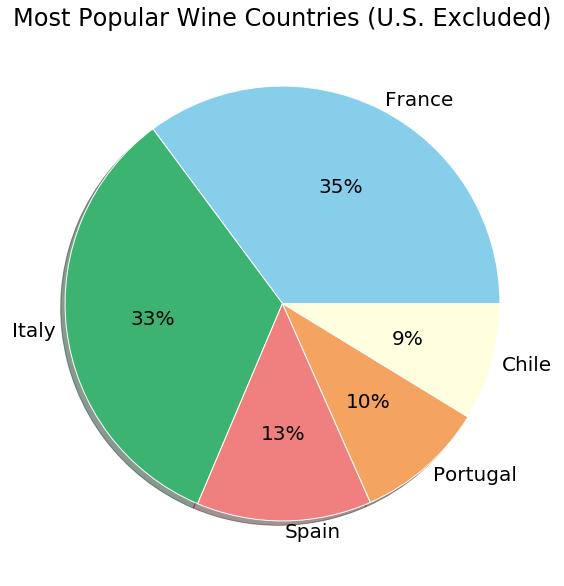 Most Popular Wine Countries (U.S. Excluded)
France
35%
Italy
33%
9%
Chile
10%
Portugal
13%
Spain